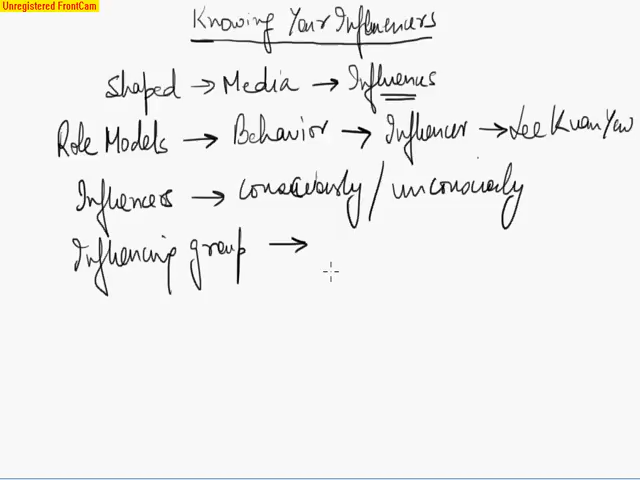 Unregistered FrontCam
Knowing Your Influencers
Shaped → Media → Influences
Role Models → Behavior → Influencer → Lee Kuan Yew
Influencers → consciously / unconsciously
Influencing group →